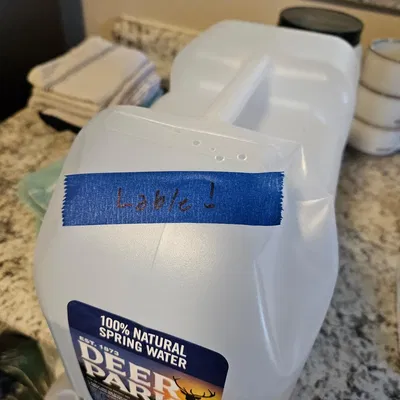 Lable!
100% NATURAL
SPRING WATER
EST. 1873
DEER
PARK